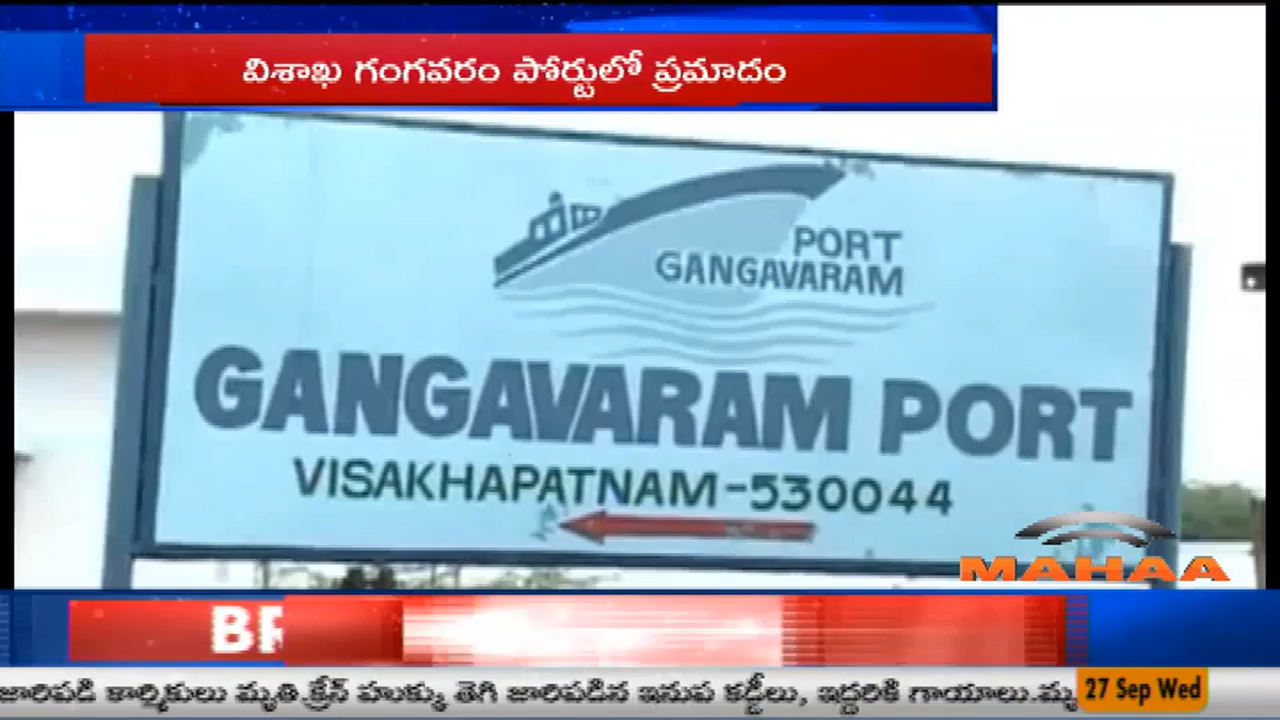 విశాఖ గంగవరం పోర్టులో ప్రమాదం
PORT
GANGAVARAM
GANGAVARAM PORT
VISAKHAPATNAM-530044
MAHAA
BR
జారిపడి కార్మికులు మృతి.క్రేన్ హుక్కు తెగి జారిపడిన ఇనుప కడ్డీలు, ఇద్దరికి గాయాలు.మృ
27 Sep Wed